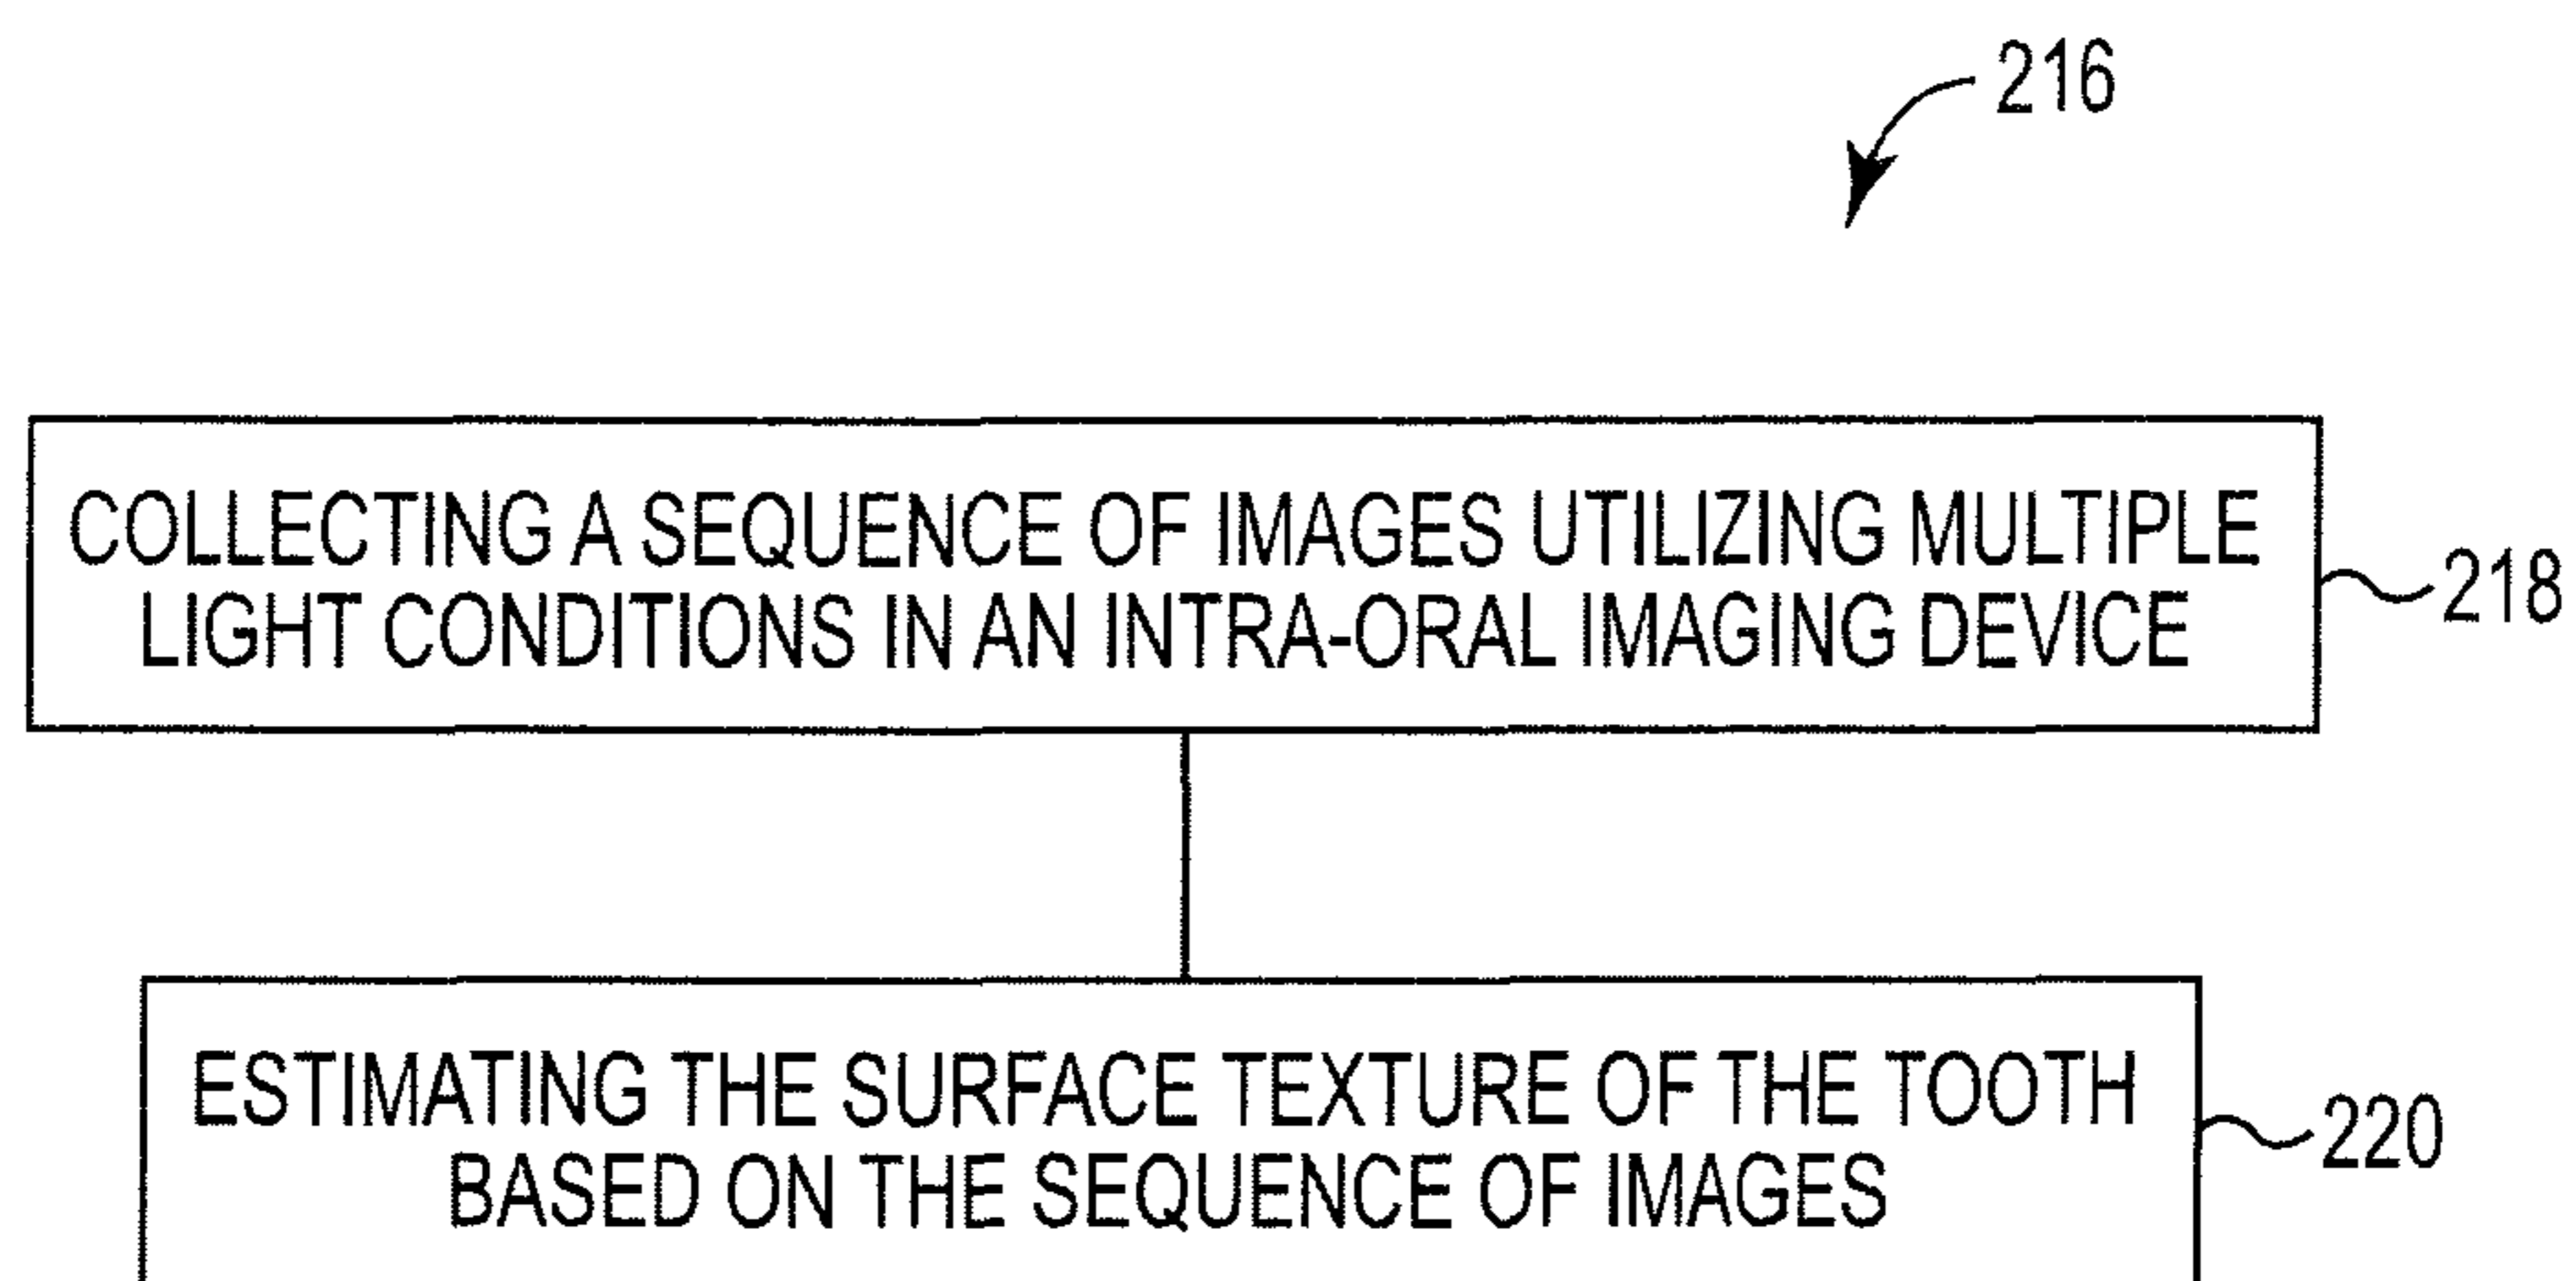 216
COLLECTING A SEQUENCE OF IMAGES UTILIZING MULTIPLE
LIGHT CONDITIONS IN AN INTRA-ORAL IMAGING DEVICE
218
ESTIMATING THE SURFACE TEXTURE OF THE TOOTH
BASED ON THE SEQUENCE OF IMAGES
220